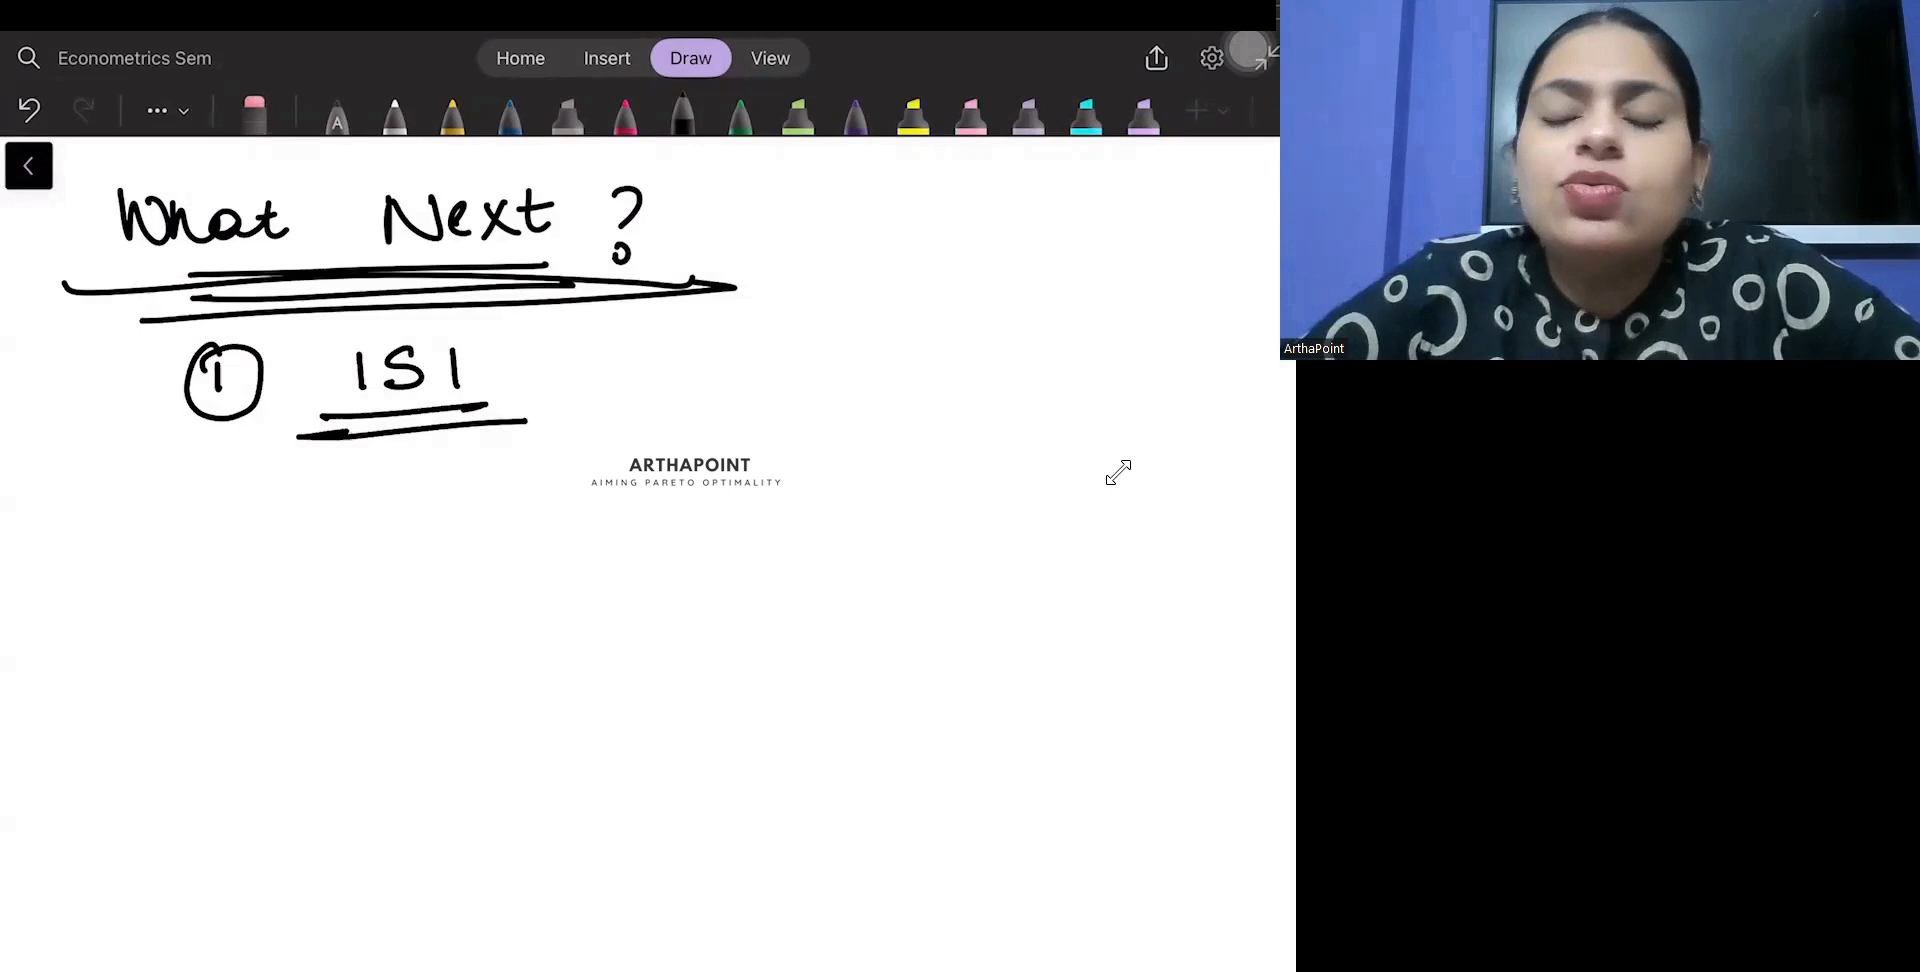 Econometrics Sem
Home Insert Draw View
A
What Next ?
① ISI
ARTHAPOINT
AIMING PARETO OPTIMALITY
ArthaPoint